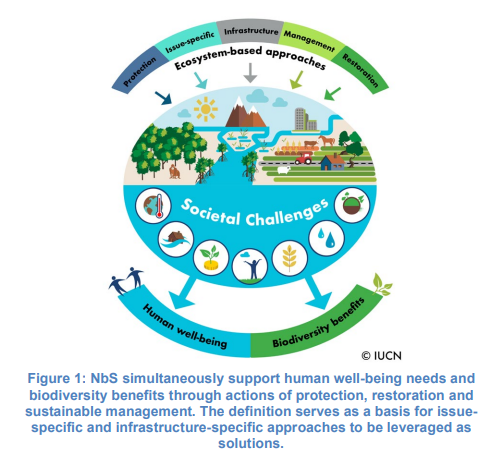 Protection
Issue-specific
Infrastructure
Management
Restoration
Ecosystem-based approaches
Societal Challenges
Human well-being
Biodiversity benefits
© IUCN
Figure 1: NbS simultaneously support human well-being needs and
biodiversity benefits through actions of protection, restoration and
sustainable management. The definition serves as a basis for issue-
specific and infrastructure-specific approaches to be leveraged as
solutions.